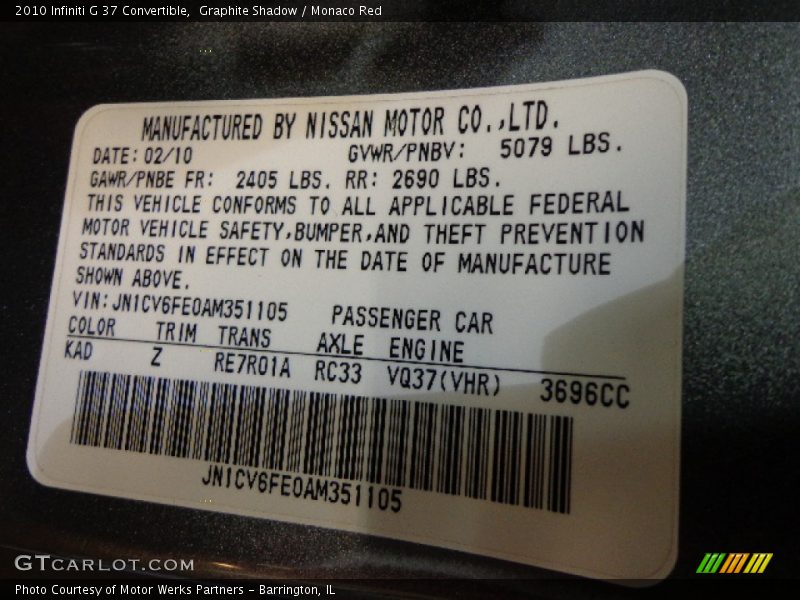 2010 Infiniti G 37 Convertible,  Graphite Shadow / Monaco Red
MANUFACTURED BY NISSAN MOTOR CO.,LTD.
DATE: 02/10 GVWR/PNBV: 5079 LBS.
GAWR/PNBE FR: 2405 LBS. RR: 2690 LBS.
THIS VEHICLE CONFORMS TO ALL APPLICABLE FEDERAL
MOTOR VEHICLE SAFETY,BUMPER,AND THEFT PREVENTION
STANDARDS IN EFFECT ON THE DATE OF MANUFACTURE
SHOWN ABOVE.
VIN: JN1CV6FE0AM351105 PASSENGER CAR
COLOR TRIM TRANS AXLE ENGINE
KAD Z RE7R01A RC33 VQ37(VHR) 3696CC
JN1CV6FE0AM351105
GTCARLOT.COM
Photo Courtesy of Motor Werks Partners - Barrington, IL